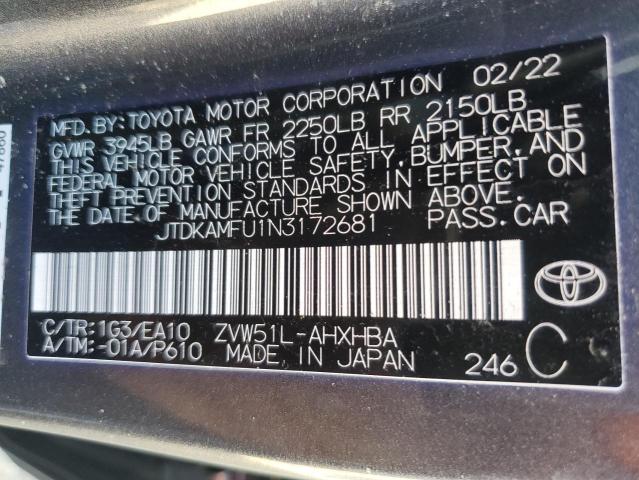 02/22
MFD.BY:TOYOTA MOTOR CORPORATION
GVWR 3945LB GAWR FR 2250LB RR 2150LB
THIS VEHICLE CONFORMS TO ALL APPLICABLE
FEDERAL MOTOR VEHICLE SAFETY,BUMPER,AND
THEFT PREVENTION STANDARDS IN EFFECT ON
THE DATE OF MANUFACTURE SHOWN ABOVE.
JTDKAMFU1N3172681 PASS.CAR
C/TR:1G3/EA10 ZVW51L-AHXHBA
A/TM:-01A/P610 MADE IN JAPAN 246 C
47660